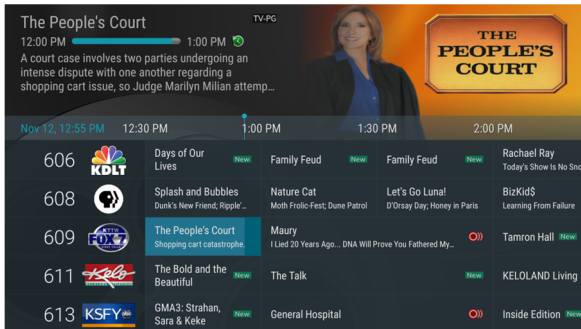 The People's Court
TV-PG
12:00 PM 1:00 PM
A court case involves two parties undergoing an
intense dispute with one another regarding a
shopping cart issue, so Judge Marilyn Milian attemp...
THE
PEOPLE'S
COURT
Nov 12, 12:55 PM 12:30 PM 1:00 PM 1:30 PM 2:00 PM
606
KDLT
Days of Our
Lives
New
Family Feud New
Family Feud New
Rachael Ray
Today's Show Is No Sno
608
Splash and Bubbles
Dunk's New Friend; Ripple'...
Nature Cat
Moth Frolic-Fest; Dune Patrol
Let's Go Luna!
D'Orsay Day; Honey in Paris
BizKid$
Learning From Failure
609
KTTW
FOX 7
The People's Court
Shopping cart catastrophe.
Maury
I Lied 20 Years Ago... DNA Will Prove You Fathered My...
Tamron Hall New
611
Kelo
The Bold and the
Beautiful
New
The Talk New
KELOLAND Living
613
KSFY abc
GMA3: Strahan,
Sara & Keke
New
General Hospital
Inside Edition New